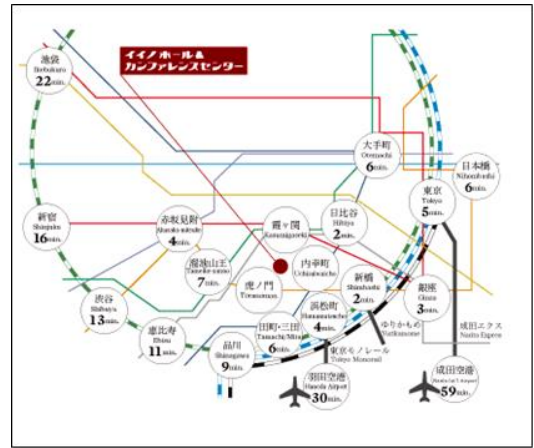 イイノホール&
カンファレンスセンター
池袋
Ikebukuro
22min.
大手町
Otemachi
6min.
日本橋
Nihombashi
6min.
東京
Tokyo
5min.
新宿
Shinjuku
16min.
赤坂見附
Akasaka-mitsuke
4min.
霞ヶ関
Kasumigaseki
日比谷
Hibiya
2min.
溜池山王
Tameike-sanno
7min.
虎ノ門
Toranomon
内幸町
Uchisaiwaicho
新橋
Shimbashi
2min.
銀座
Ginza
3min.
渋谷
Shibuya
13min.
恵比寿
Ebisu
11min.
品川
Shinagawa
9min.
田町・三田
Tamachi/Mita
6min.
浜松町
Hamamatsucho
4min.
ゆりかもめ
Yurikamome
成田エクス
Narita Express
東京モノレール
Tokyo Monorail
羽田空港
Haneda Airport
30min.
成田空港
Narita Int'l Airport
59min.